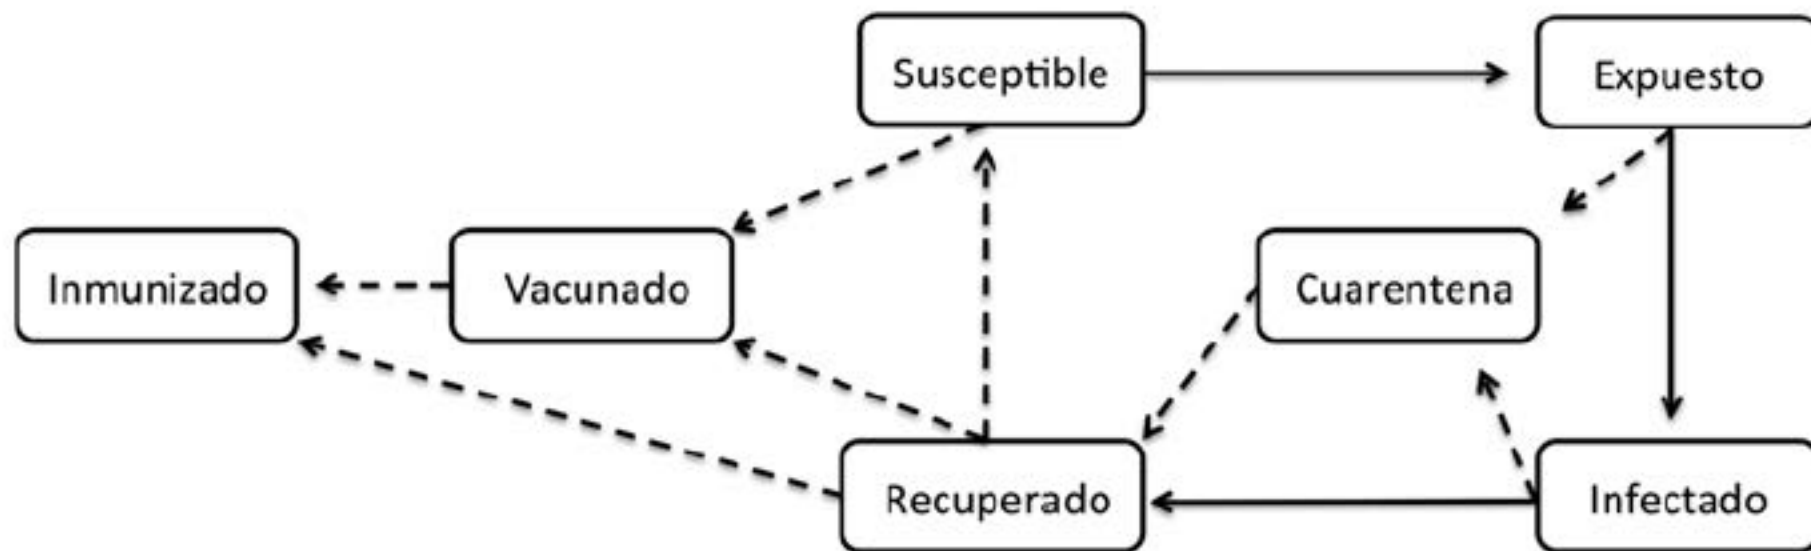 Susceptible
Expuesto
Inmunizado
Vacunado
Cuarentena
Recuperado
Infectado